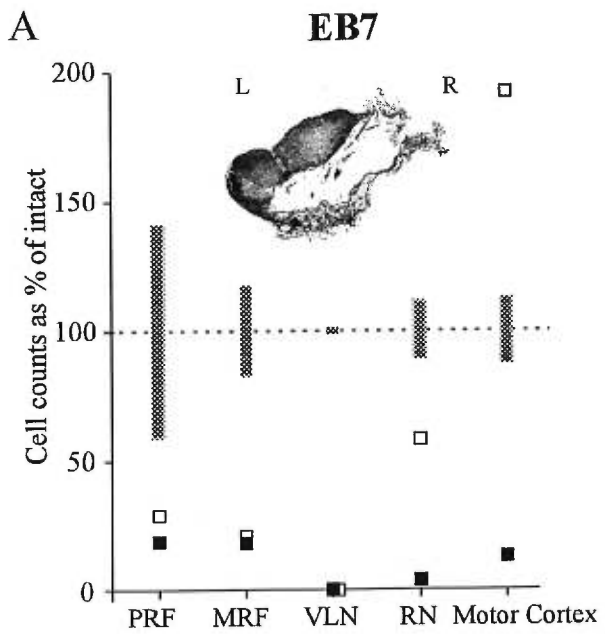 A
EB7
L R
Cell counts as % of intact
200
150
100
50
0
PRF MRF VLN RN Motor Cortex